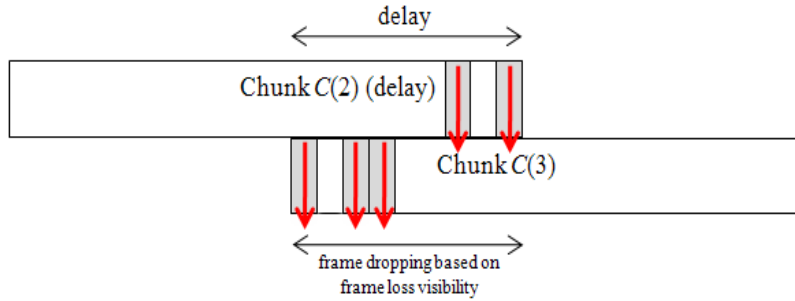 delay
Chunk C(2) (delay)
Chunk C(3)
frame dropping based on
frame loss visibility